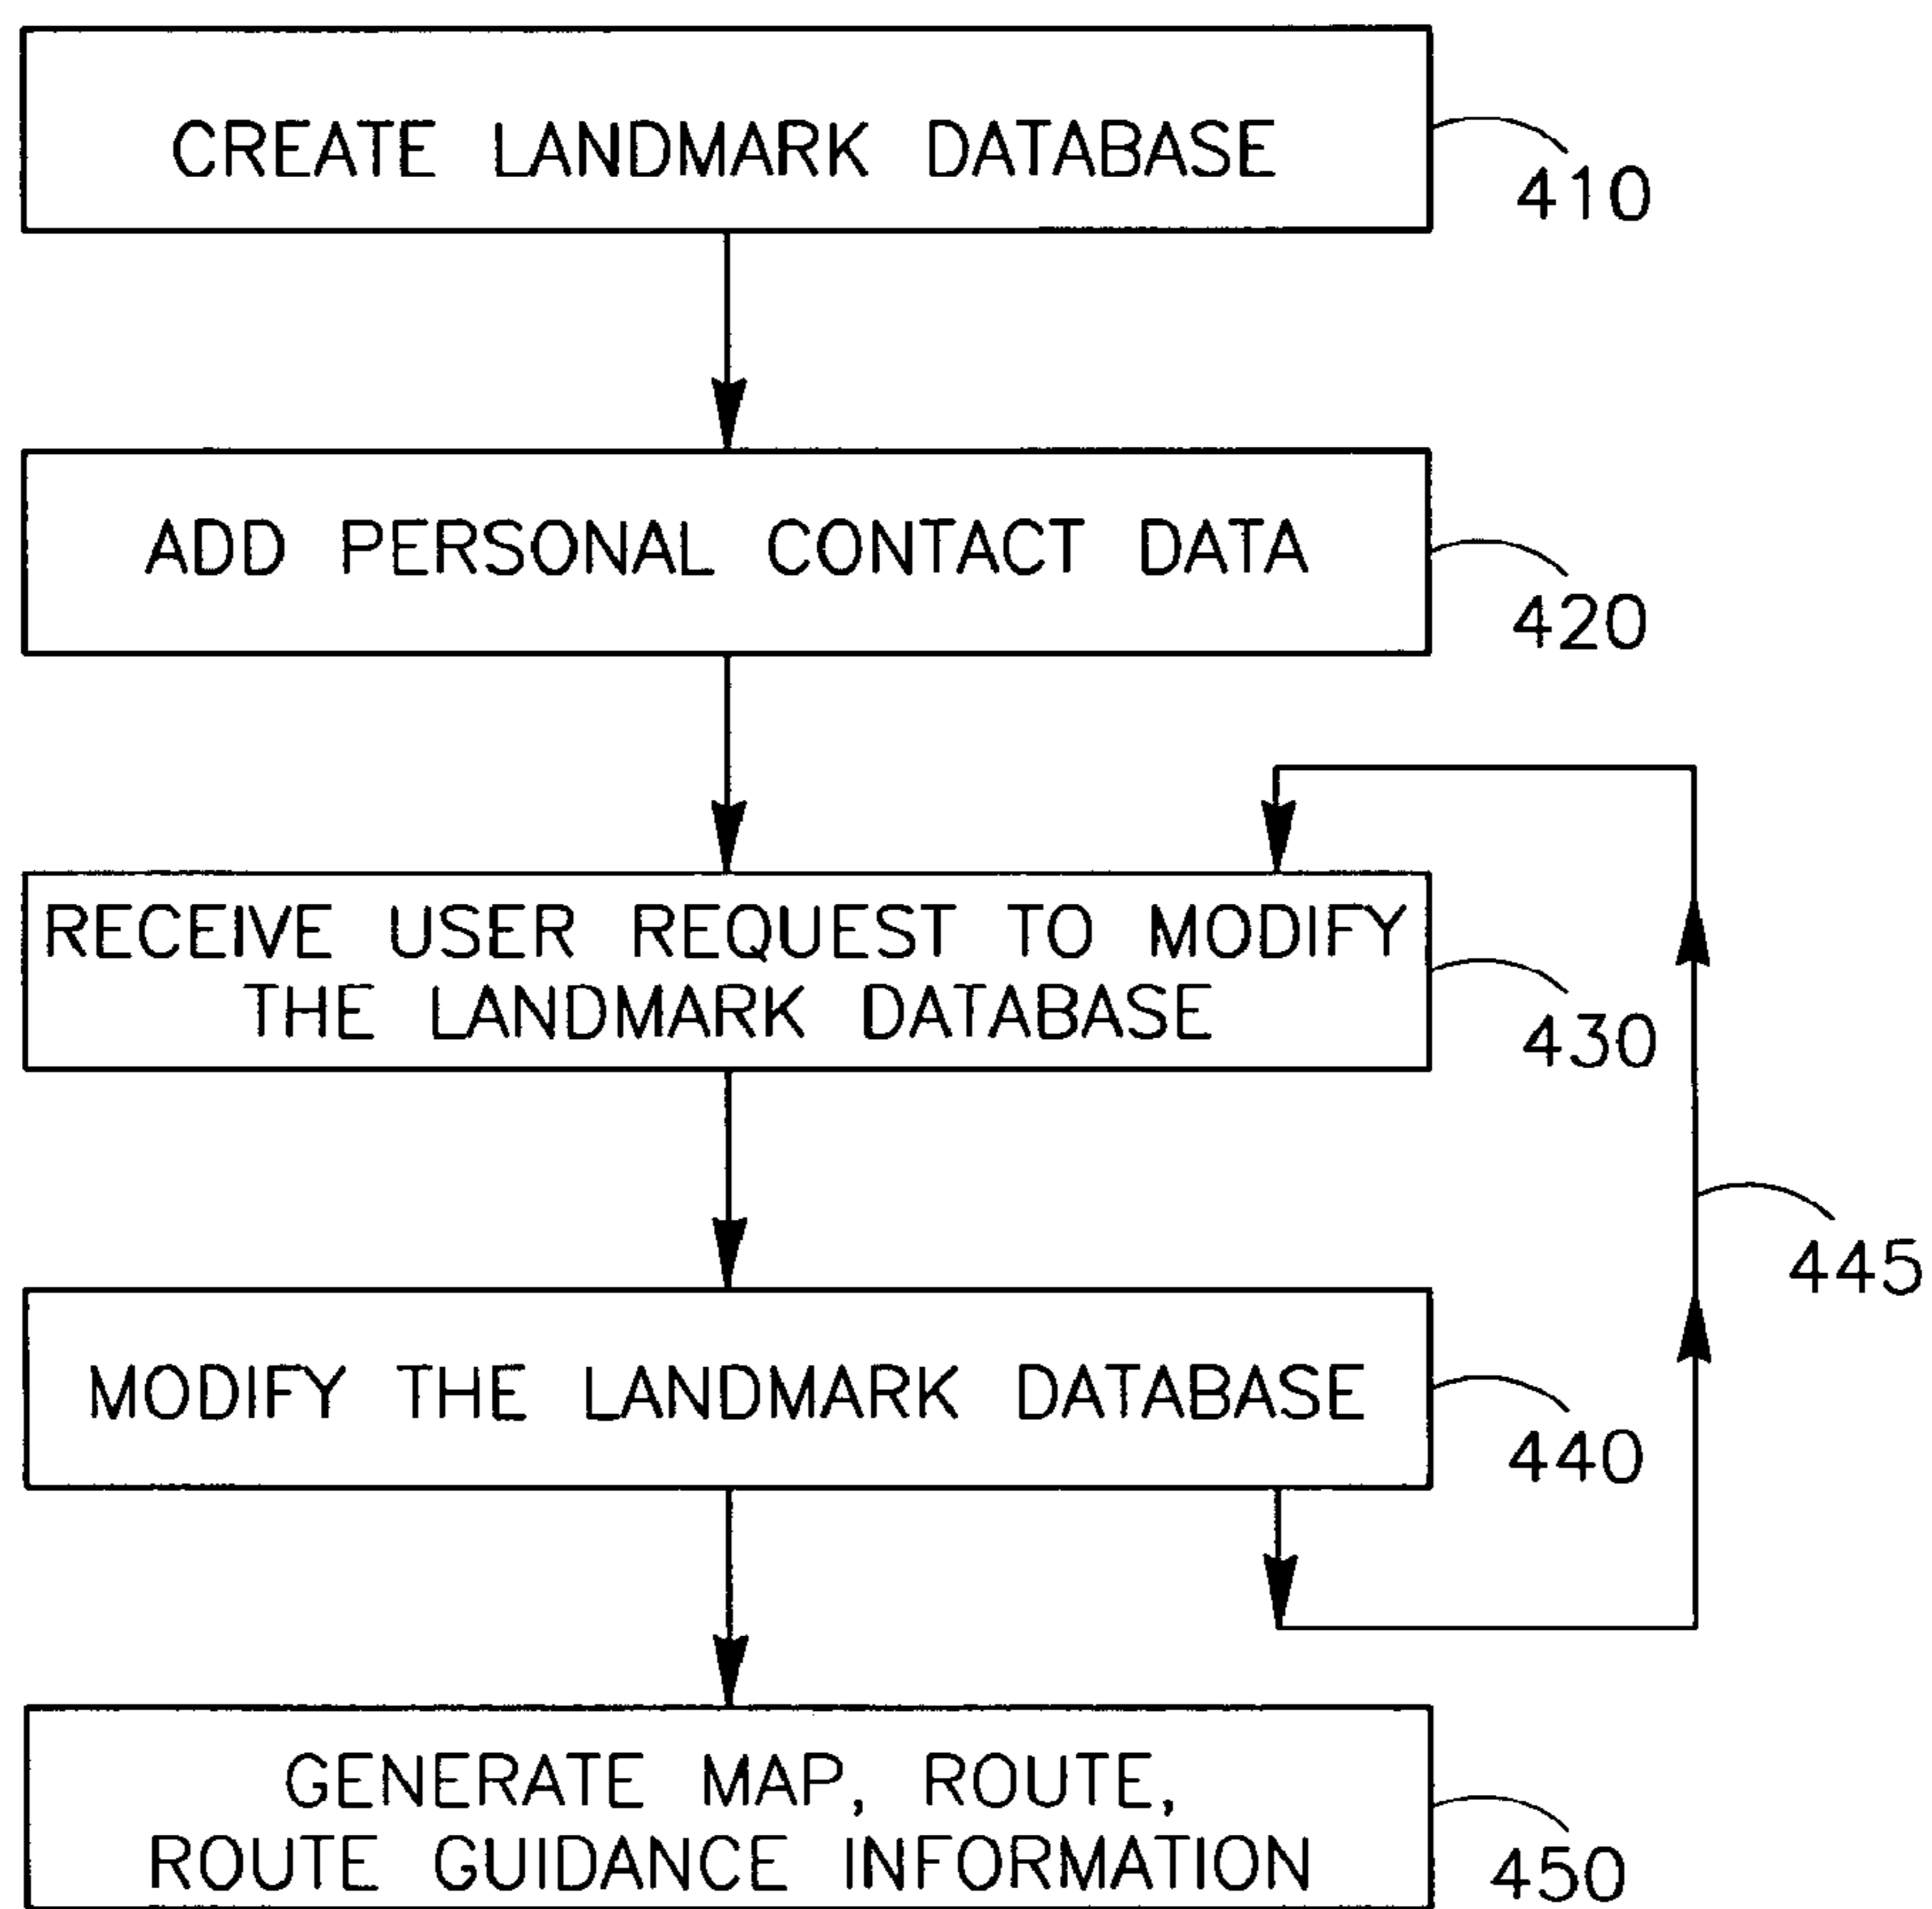 CREATE LANDMARK DATABASE
410
ADD PERSONAL CONTACT DATA
420
RECEIVE USER REQUEST TO MODIFY
THE LANDMARK DATABASE
430
445
MODIFY THE LANDMARK DATABASE
440
GENERATE MAP, ROUTE,
ROUTE GUIDANCE INFORMATION
450